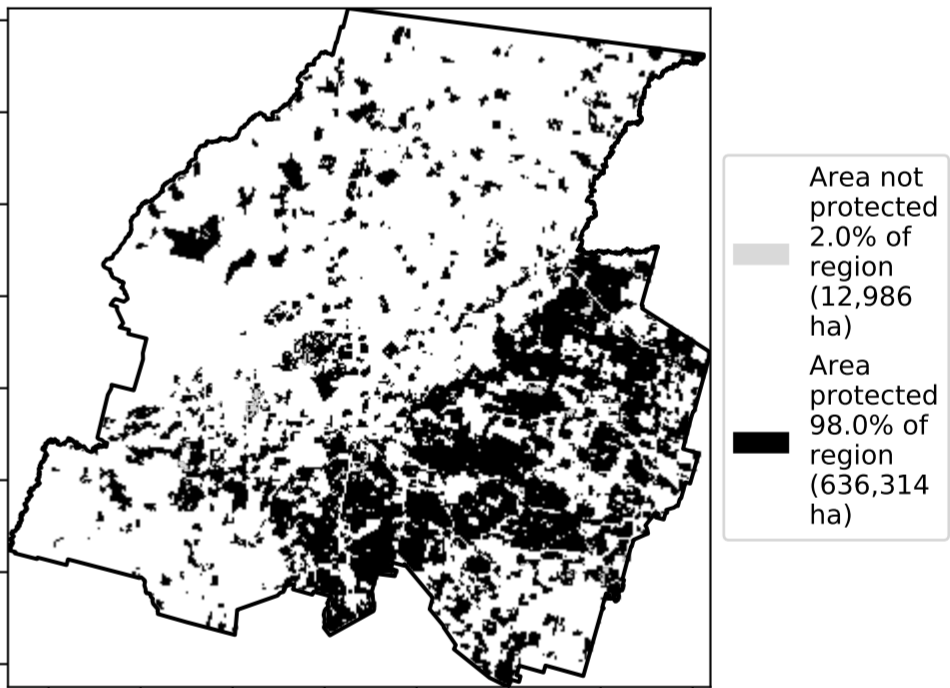 Area not
protected
2.0% of
region
(12,986
ha)
Area
protected
98.0% of
region
(636,314
ha)